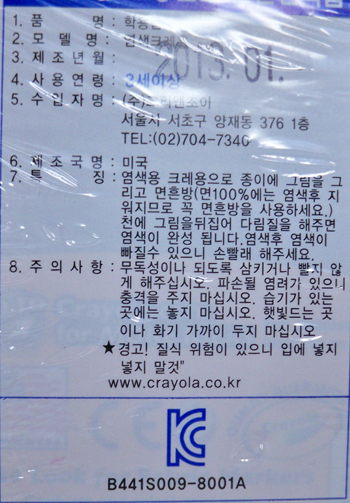 1. 품 명 : 학용품
2. 모 델 명 : 염색크레
3. 제 조 년 월 : 2013. 01.
4. 사 용 연 령 : 3세이상
5. 수 입 자 명 : (주)
서울시 서초구 양재동 376 1층
TEL:(02)704-7340
6. 제 조 국 명 : 미국
7. 특 징 : 염색용 크레용으로 종이에 그림을 그
리고 면혼방(면100%에는 염색후 지
워지므로 꼭 면혼방을 사용하세요.)
천에 그림을뒤집어 다림질을 해주면
염색이 완성 됩니다.염색후 염색이
빠질수 있으니 손빨래 해주세요.
8. 주 의 사 항 : 무독성이나 되도록 삼키거나 빨지 않
게 해주십시오. 파손될 염려가 있으니
충격을 주지 마십시오. 습기가 있는
곳에는 놓지 마십시오. 햇빛드는 곳
이나 화기 가까이 두지 마십시오.
★경고! 질식 위험이 있으니 입에 넣지
넣지 말것"
www.crayola.co.kr
KC
B441S009-8001A